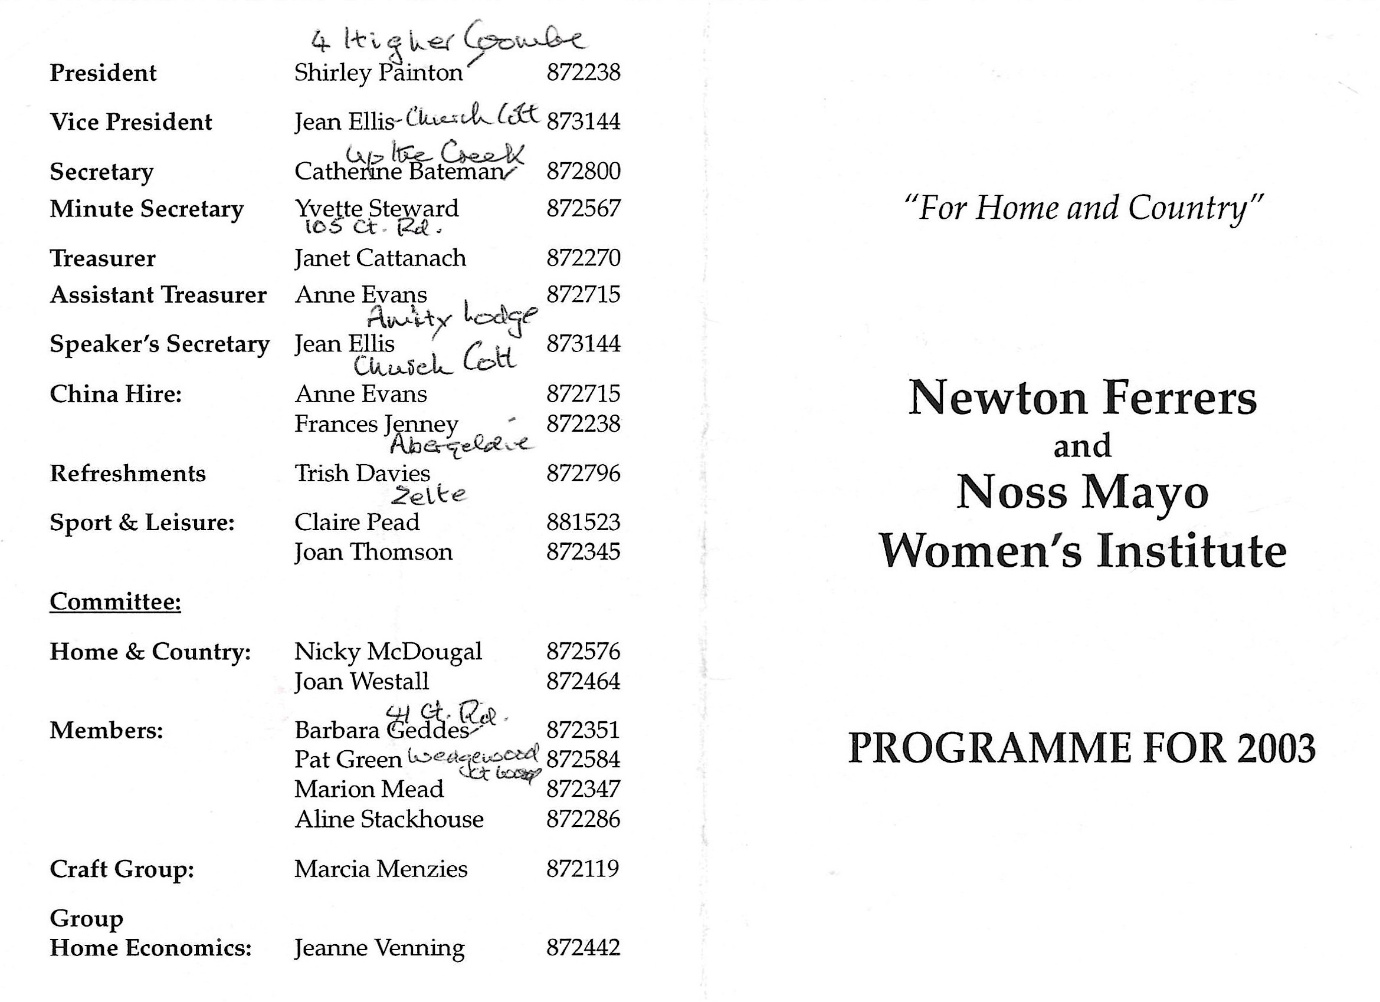 4 Higher Coombe
President Shirley Painton 872238
Vice President Jean Ellis - Church Cott 873144
Up the Creek
Secretary Catherine Bateman 872800
Minute Secretary Yvette Steward 872567
105 Ct. Rd.
Treasurer Janet Cattanach 872270
Assistant Treasurer Anne Evans 872715
Amity Lodge
Speaker's Secretary Jean Ellis 873144
Church Cott
China Hire: Anne Evans 872715
Frances Jenney 872238
Abergeldie
Refreshments Trish Davies 872796
Zelte
Sport & Leisure: Claire Pead 881523
Joan Thomson 872345
Committee:
Home & Country: Nicky McDougal 872576
Joan Westall 872464
41 Ct. Rd.
Members: Barbara Geddes 872351
Pat Green Wedgewood 872584
Ct
Marion Mead 872347
Aline Stackhouse 872286
Craft Group: Marcia Menzies 872119
Group
Home Economics: Jeanne Venning 872442
"For Home and Country"
Newton Ferrers
and
Noss Mayo
Women's Institute
PROGRAMME FOR 2003